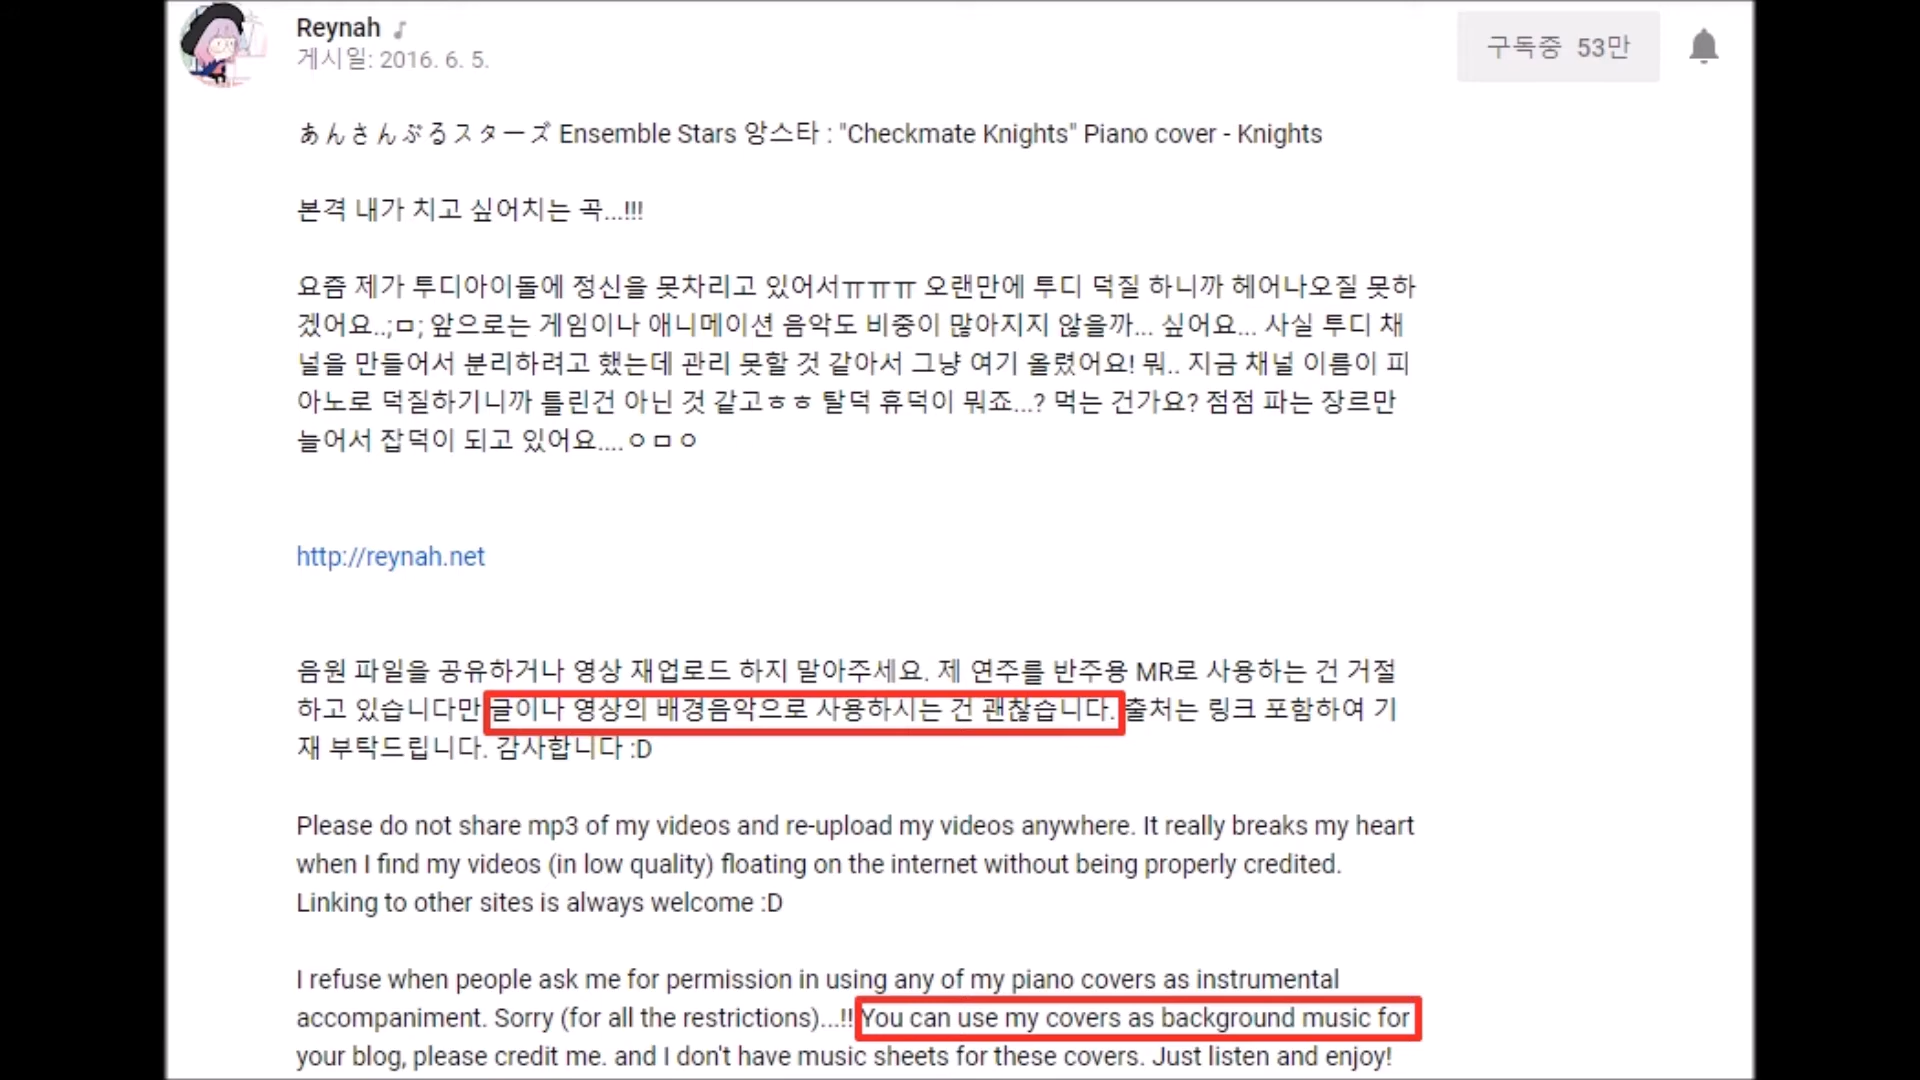 Reynah ♪
게시일: 2016. 6. 5.
구독중 53만
あんさんぶるスターズ Ensemble Stars 앙스타 : "Checkmate Knights" Piano cover - Knights
본격 내가 치고 싶어치는 곡...!!!
요즘 제가 투디아이돌에 정신을 못차리고 있어서ㅠㅠㅠ 오랜만에 투디 덕질 하니까 헤어나오질 못하
겠어요..;ㅁ; 앞으로는 게임이나 애니메이션 음악도 비중이 많아지지 않을까... 싶어요... 사실 투디 채
널을 만들어서 분리하려고 했는데 관리 못할 것 같아서 그냥 여기 올렸어요! 뭐.. 지금 채널 이름이 피
아노로 덕질하기니까 틀린건 아닌 것 같고ㅎㅎ 탈덕 휴덕이 뭐죠...? 먹는 건가요? 점점 파는 장르만
늘어서 잡덕이 되고 있어요....ㅇㅁㅇ
http://reynah.net
음원 파일을 공유하거나 영상 재업로드 하지 말아주세요. 제 연주를 반주용 MR로 사용하는 건 거절
하고 있습니다만 글이나 영상의 배경음악으로 사용하시는 건 괜찮습니다. 출처는 링크 포함하여 기
재 부탁드립니다. 감사합니다 :D
Please do not share mp3 of my videos and re-upload my videos anywhere. It really breaks my heart
when I find my videos (in low quality) floating on the internet without being properly credited.
Linking to other sites is always welcome :D
I refuse when people ask me for permission in using any of my piano covers as instrumental
accompaniment. Sorry (for all the restrictions)...!! You can use my covers as background music for
your blog, please credit me. and I don't have music sheets for these covers. Just listen and enjoy!